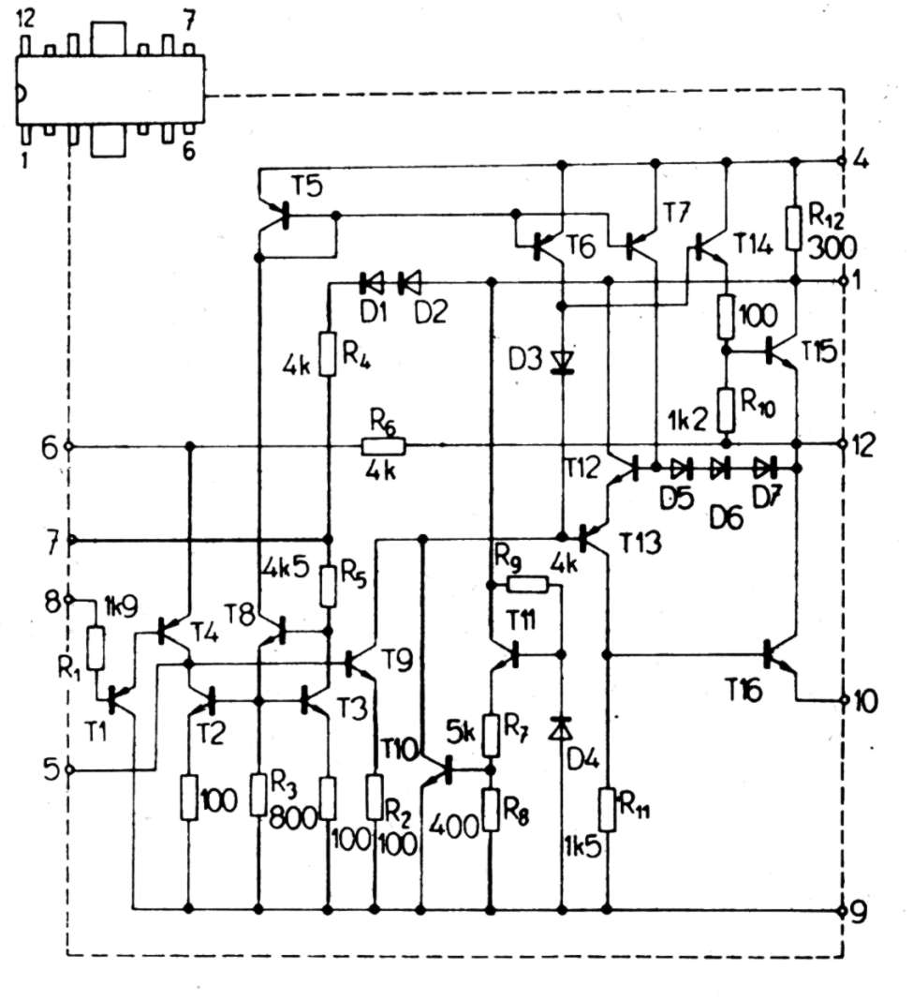 12 7
1 6
T5
4
T7
T6
T14
R12
300
1
D1 D2
100
4k R4
D3
T15
R6
1k2 R10
6
4k
12
T12
D5 D6 D7
7
T13
4k5 R5
R9 4k
8
1k9
T8
T4
T11
R1
T9
T1 T2 T3
T16
10
5k R7
T10
D4
5
100
R3
800
100
R2
100
400 R8
R11
1k5
9